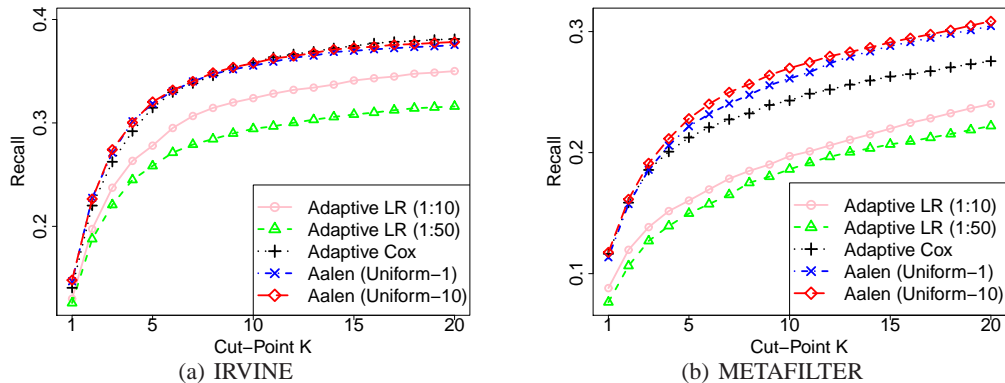 0.4
0.3
0.2
Recall
Adaptive LR (1:10)
Adaptive LR (1:50)
Adaptive Cox
Aalen (Uniform−1)
Aalen (Uniform−10)
1 5 10 15 20
Cut−Point K
(a) IRVINE
0.3
0.2
0.1
Recall
Adaptive LR (1:10)
Adaptive LR (1:50)
Adaptive Cox
Aalen (Uniform−1)
Aalen (Uniform−10)
1 5 10 15 20
Cut−Point K
(b) METAFILTER